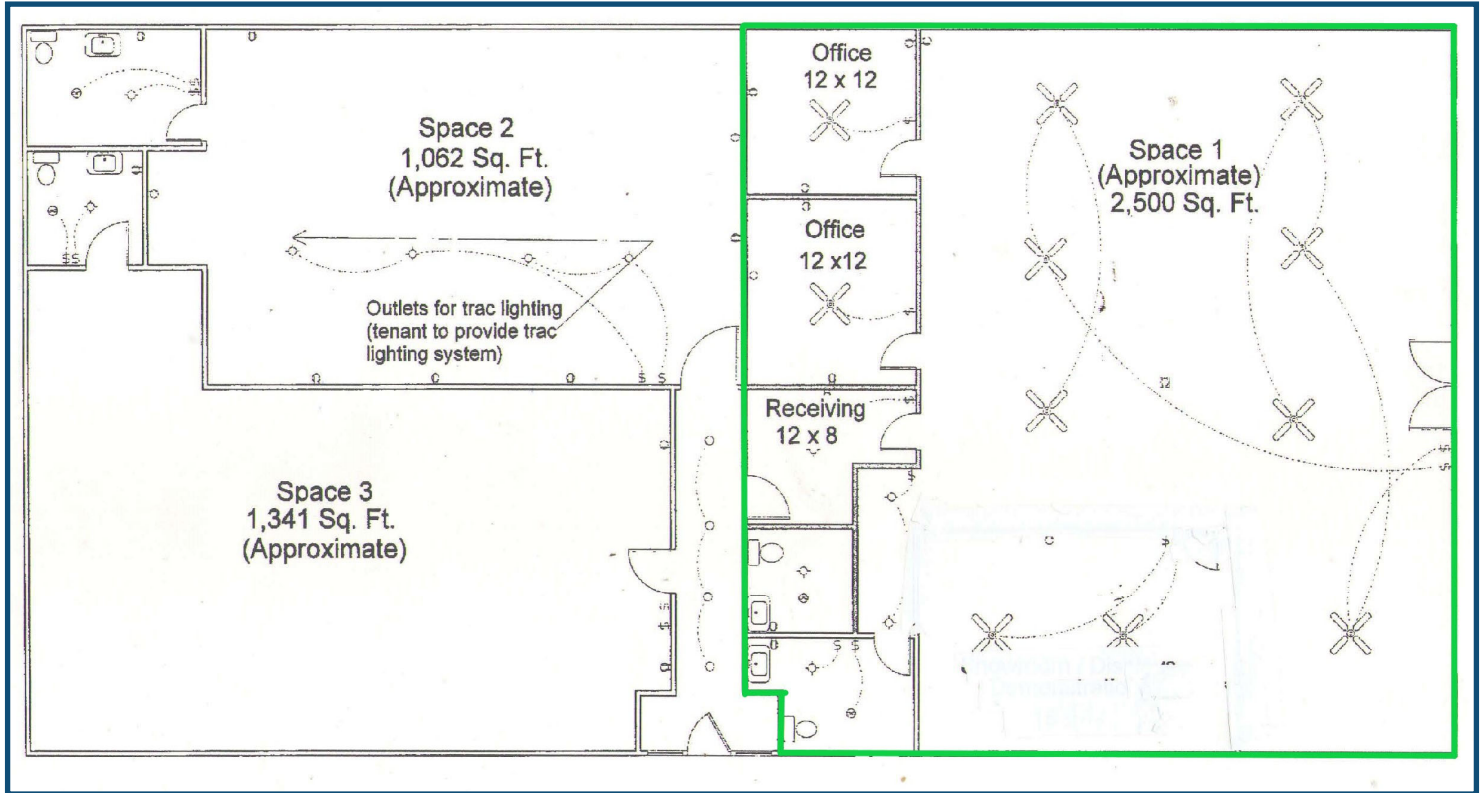 Office
12 x 12
Space 2
1,062 Sq. Ft.
(Approximate)
Space 1
(Approximate)
2,500 Sq. Ft.
Office
12 x12
Outlets for trac lighting
(tenant to provide trac
lighting system)
Receiving
12 x 8
Space 3
1,341 Sq. Ft.
(Approximate)